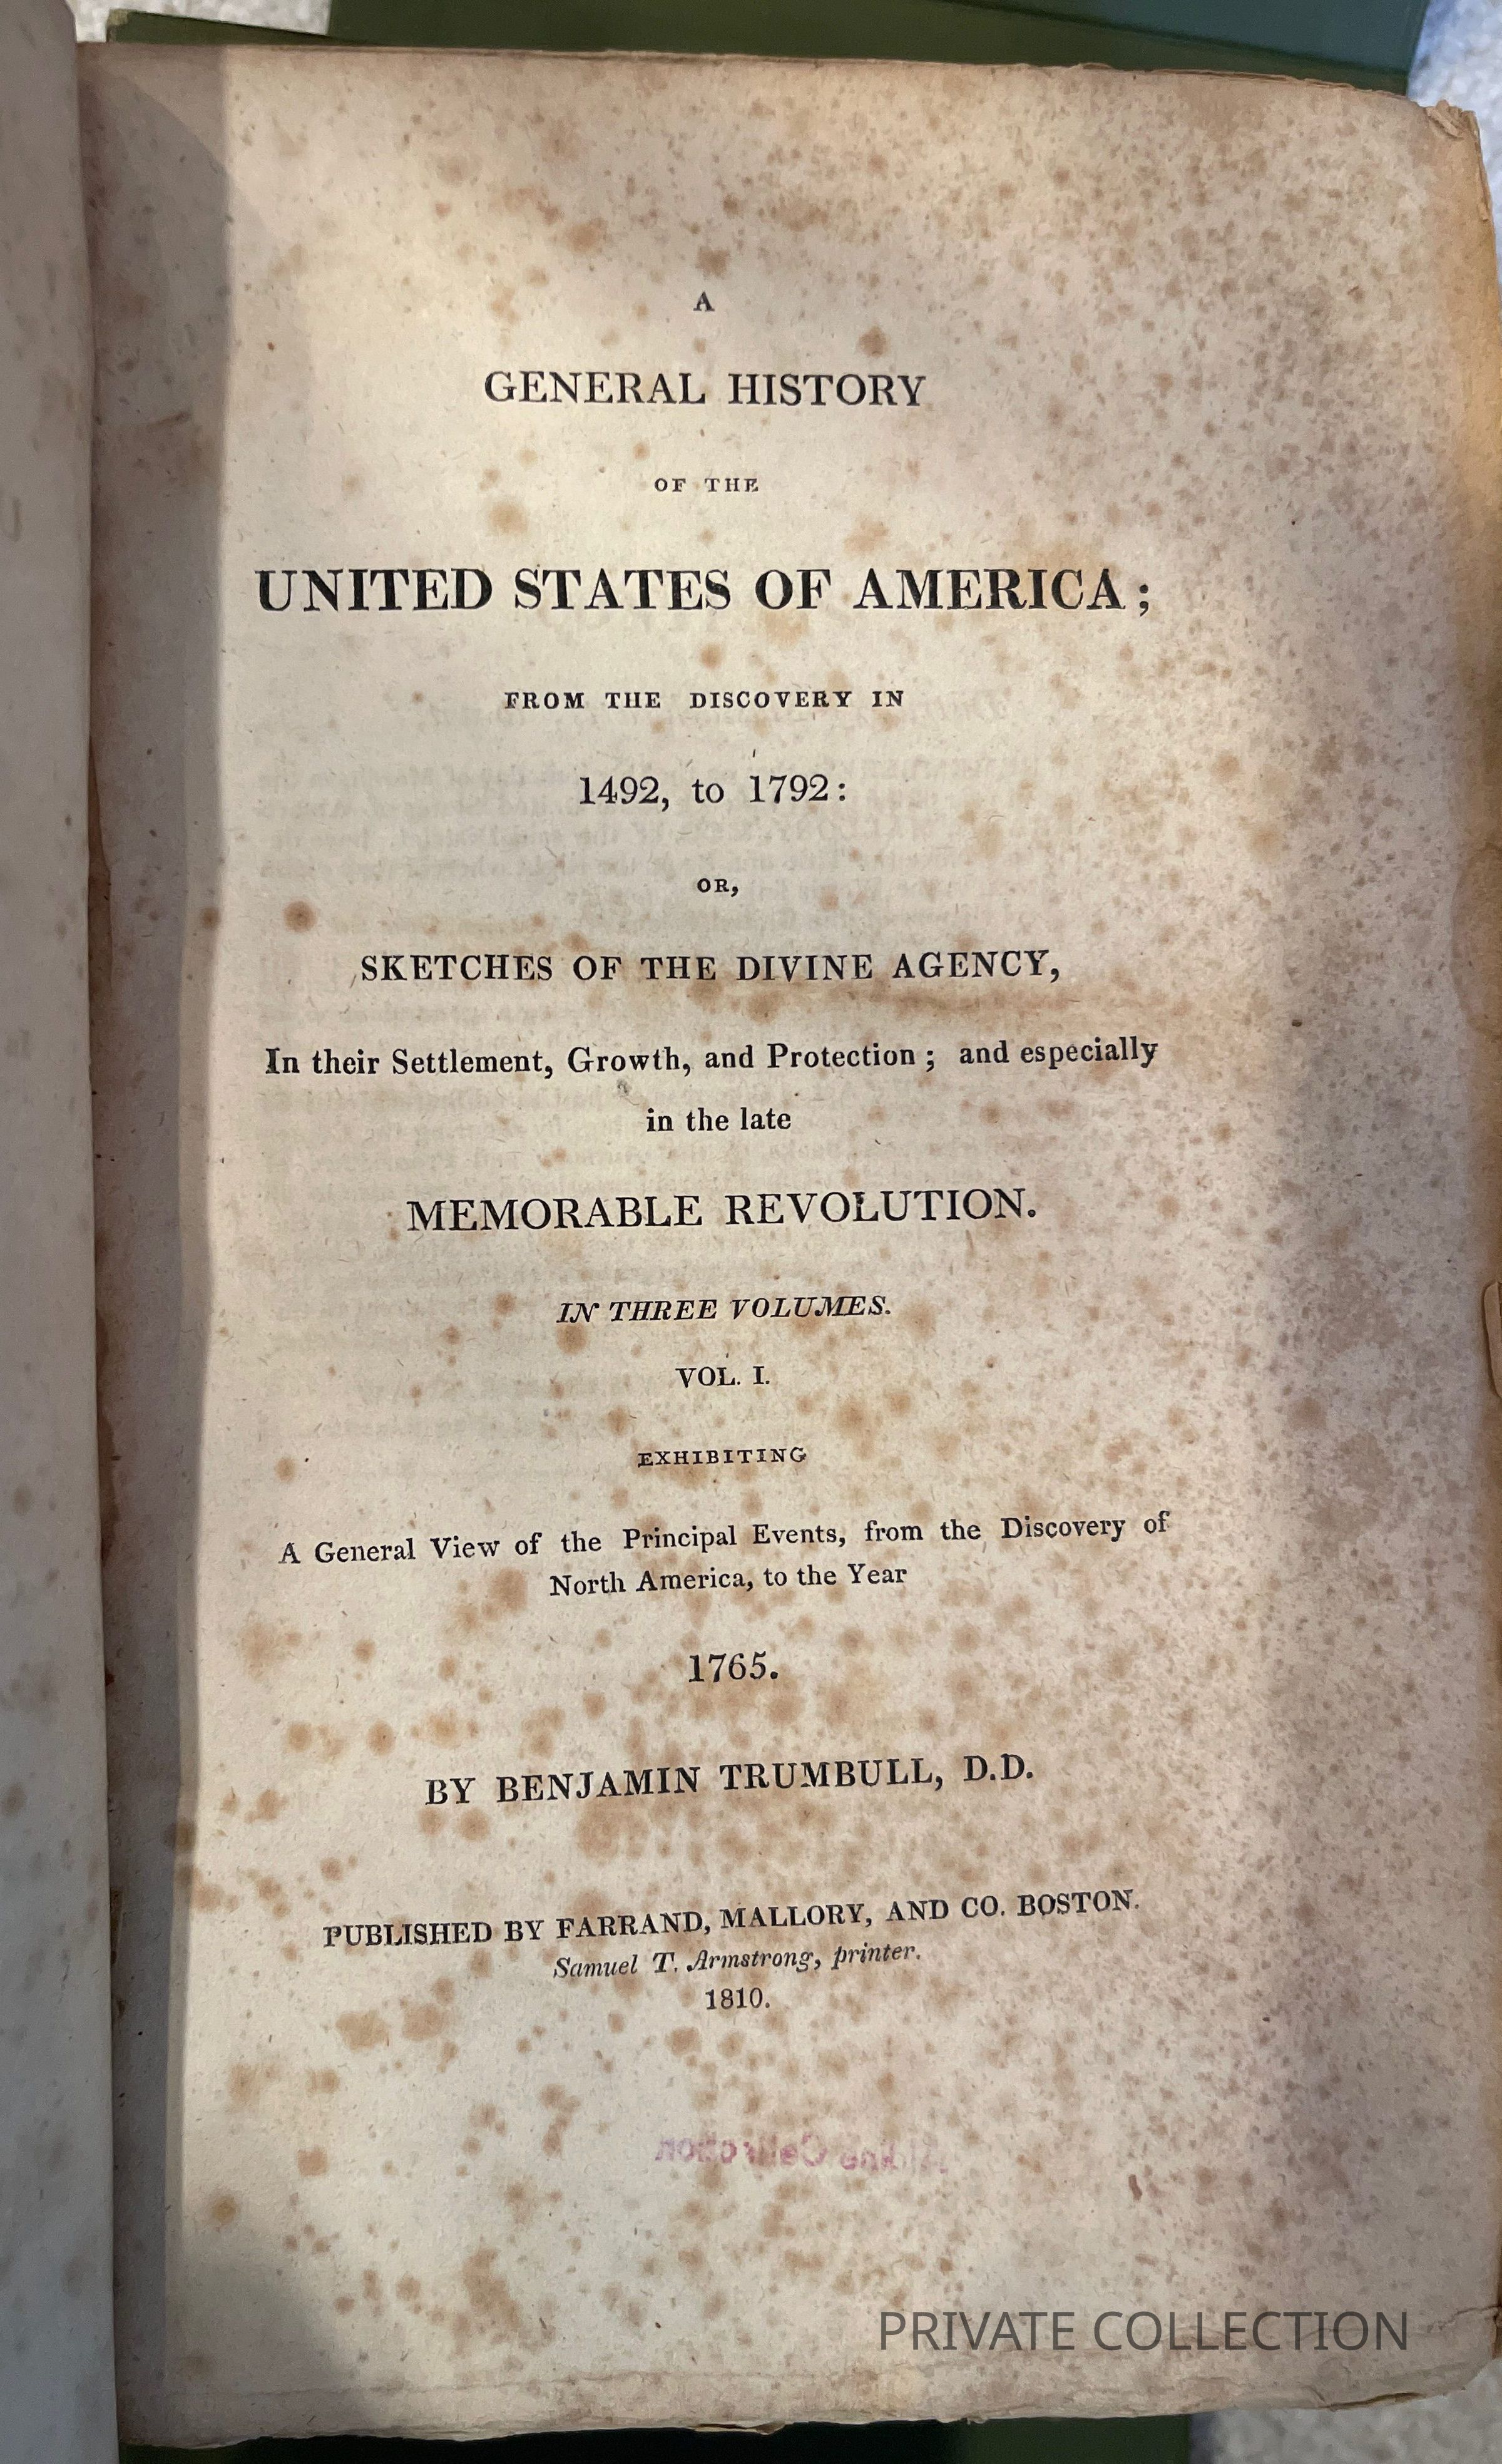 A
GENERAL HISTORY
OF THE
UNITED STATES OF AMERICA;
FROM THE DISCOVERY IN
1492, to 1792:
OR,
SKETCHES OF THE DIVINE AGENCY,
In their Settlement, Growth, and Protection; and especially
in the late
MEMORABLE REVOLUTION.
IN THREE VOLUMES.
VOL. I.
EXHIBITING
A General View of the Principal Events, from the Discovery of
North America, to the Year
1765.
BY BENJAMIN TRUMBULL, D.D.
PUBLISHED BY FARRAND, MALLORY, AND CO. BOSTON.
Samuel T. Armstrong, printer.
1810.
Collection
PRIVATE COLLECTION